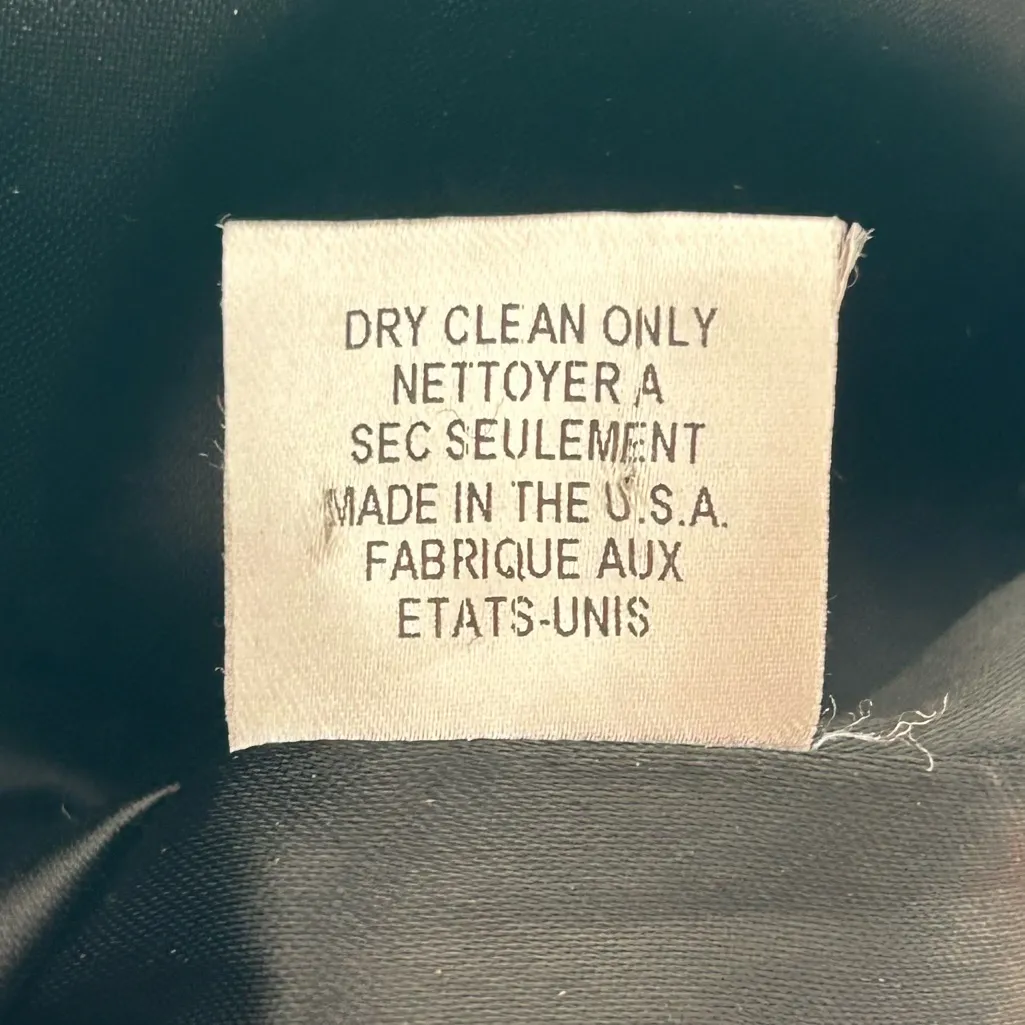 DRY CLEAN ONLY
NETTOYER A
SEC SEULEMENT
MADE IN THE U.S.A.
FABRIQUE AUX
ETATS-UNIS